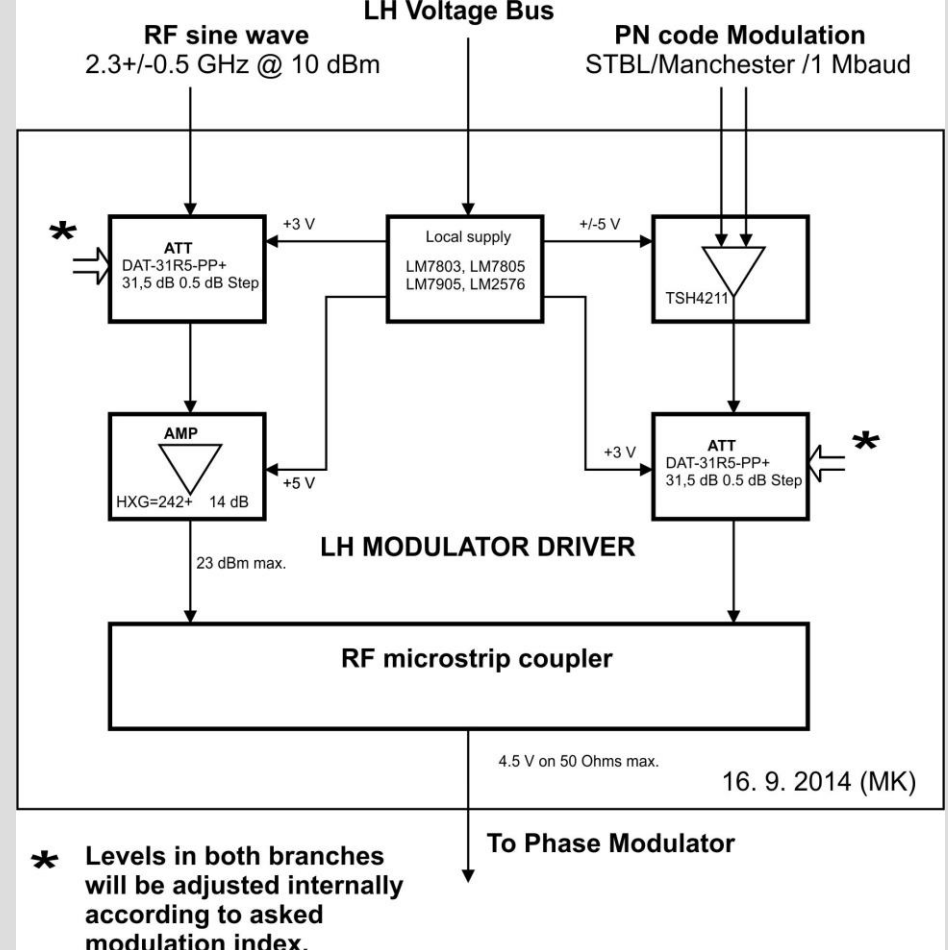 LH Voltage Bus
RF sine wave
2.3+/-0.5 GHz @ 10 dBm
PN code Modulation
STBL/Manchester /1 Mbaud
*
ATT
DAT-31R5-PP+
31,5 dB 0.5 dB Step
+3 V
Local supply
LM7803, LM7805
LM7905, LM2576
+/-5 V
TSH4211
AMP
HXG=242+ 14 dB
+5 V
+3 V
ATT
DAT-31R5-PP+
31,5 dB 0.5 dB Step
*
23 dBm max.
LH MODULATOR DRIVER
RF microstrip coupler
4.5 V on 50 Ohms max.
16. 9. 2014 (MK)
To Phase Modulator
* Levels in both branches
will be adjusted internally
according to asked
modulation index.